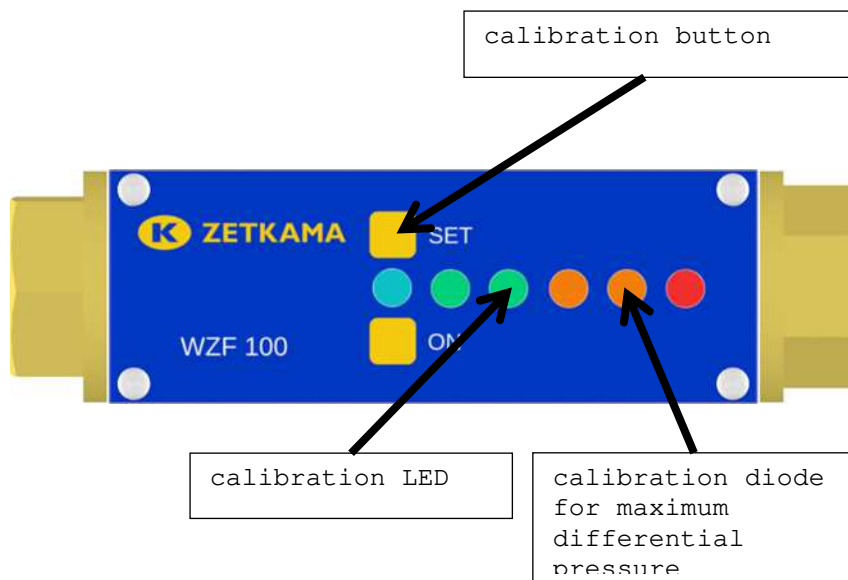 calibration button
K ZETKAMA
SET
WZF 100
ON
calibration LED
calibration diode
for maximum
differential
pressure